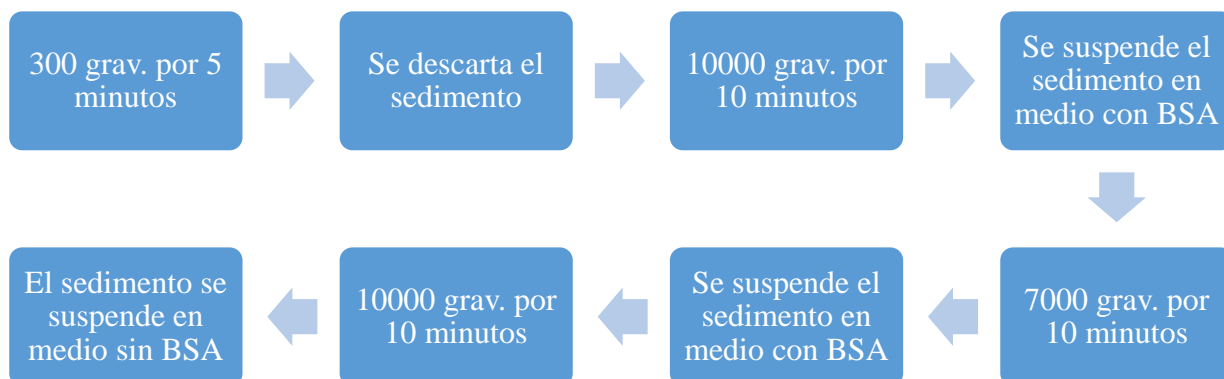 300 grav. por 5
minutos
Se descarta el
sedimento
10000 grav. por
10 minutos
Se suspende el
sedimento en
medio con BSA
7000 grav. por
10 minutos
Se suspende el
sedimento en
medio con BSA
10000 grav. por
10 minutos
El sedimento se
suspende en
medio sin BSA